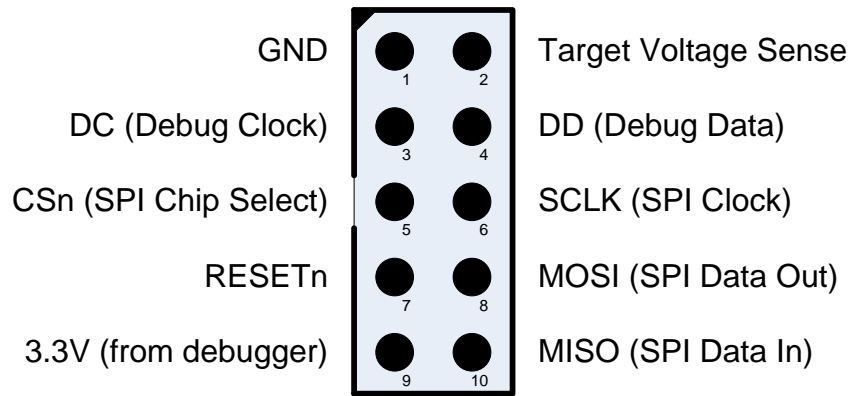 GND Target Voltage Sense
1 2
DC (Debug Clock) DD (Debug Data)
3 4
CSn (SPI Chip Select) SCLK (SPI Clock)
5 6
RESETn MOSI (SPI Data Out)
7 8
3.3V (from debugger) MISO (SPI Data In)
9 10